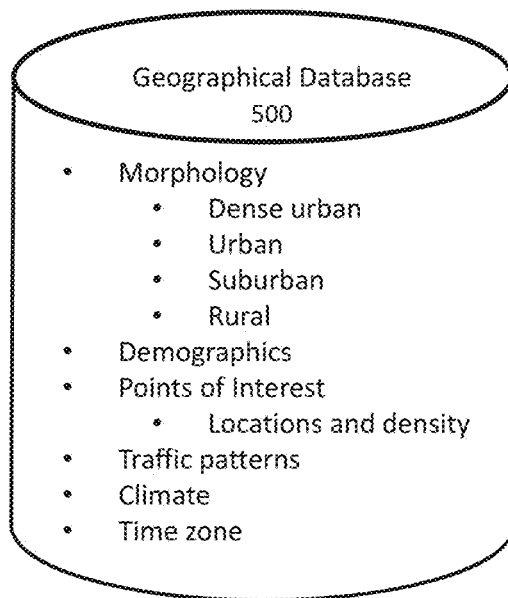 Geographical Database
500
• Morphology
• Dense urban
• Urban
• Suburban
• Rural
• Demographics
• Points of Interest
• Locations and density
• Traffic patterns
• Climate
• Time zone